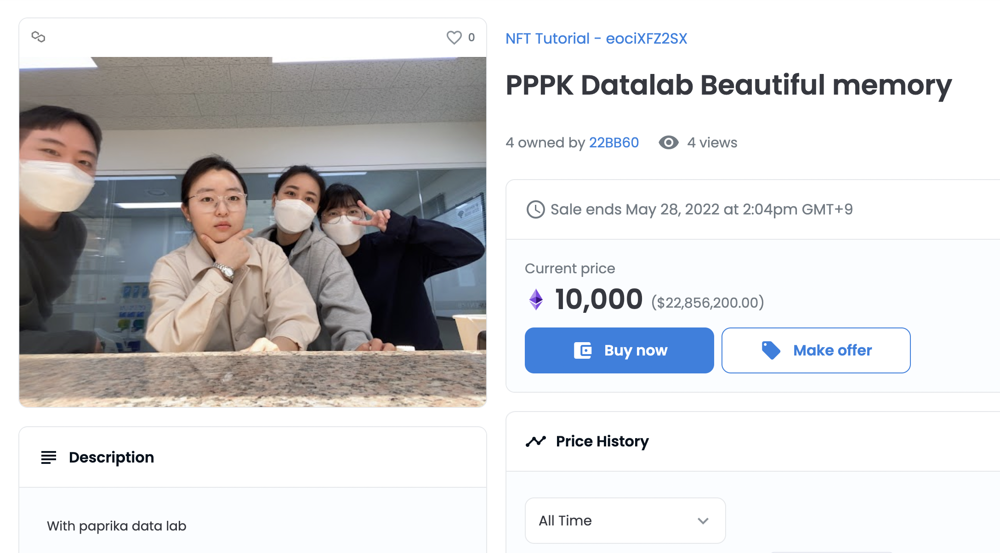 0
NFT Tutorial - eociXFZ2SX
PPPK Datalab Beautiful memory
4 owned by 22BB60 4 views
Sale ends May 28, 2022 at 2:04pm GMT+9
Current price
10,000 ($22,856,200.00)
Buy now Make offer
Price History
All Time
Description
With paprika data lab